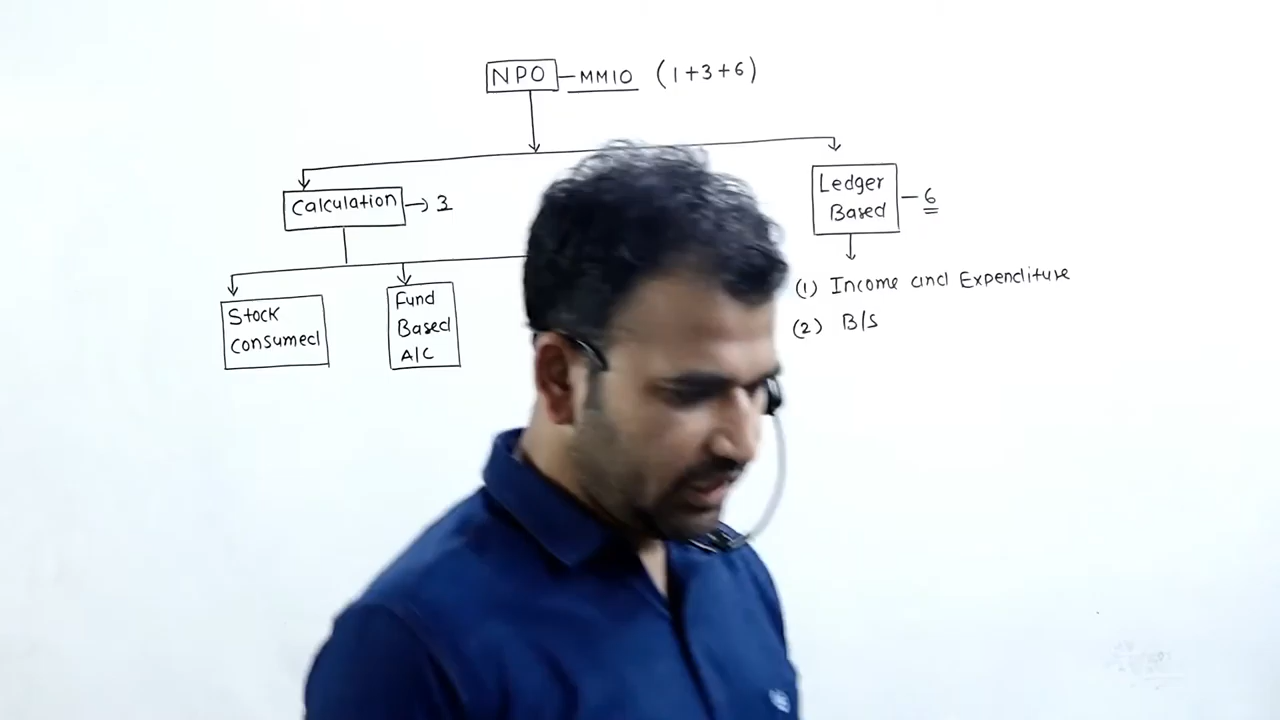 NPO - MM10 (1+3+6)
Calculation → 3
Ledger
Based - 6
Stock
Consumed
Fund
Based
A/C
(1) Income and Expenditure
(2) B/S